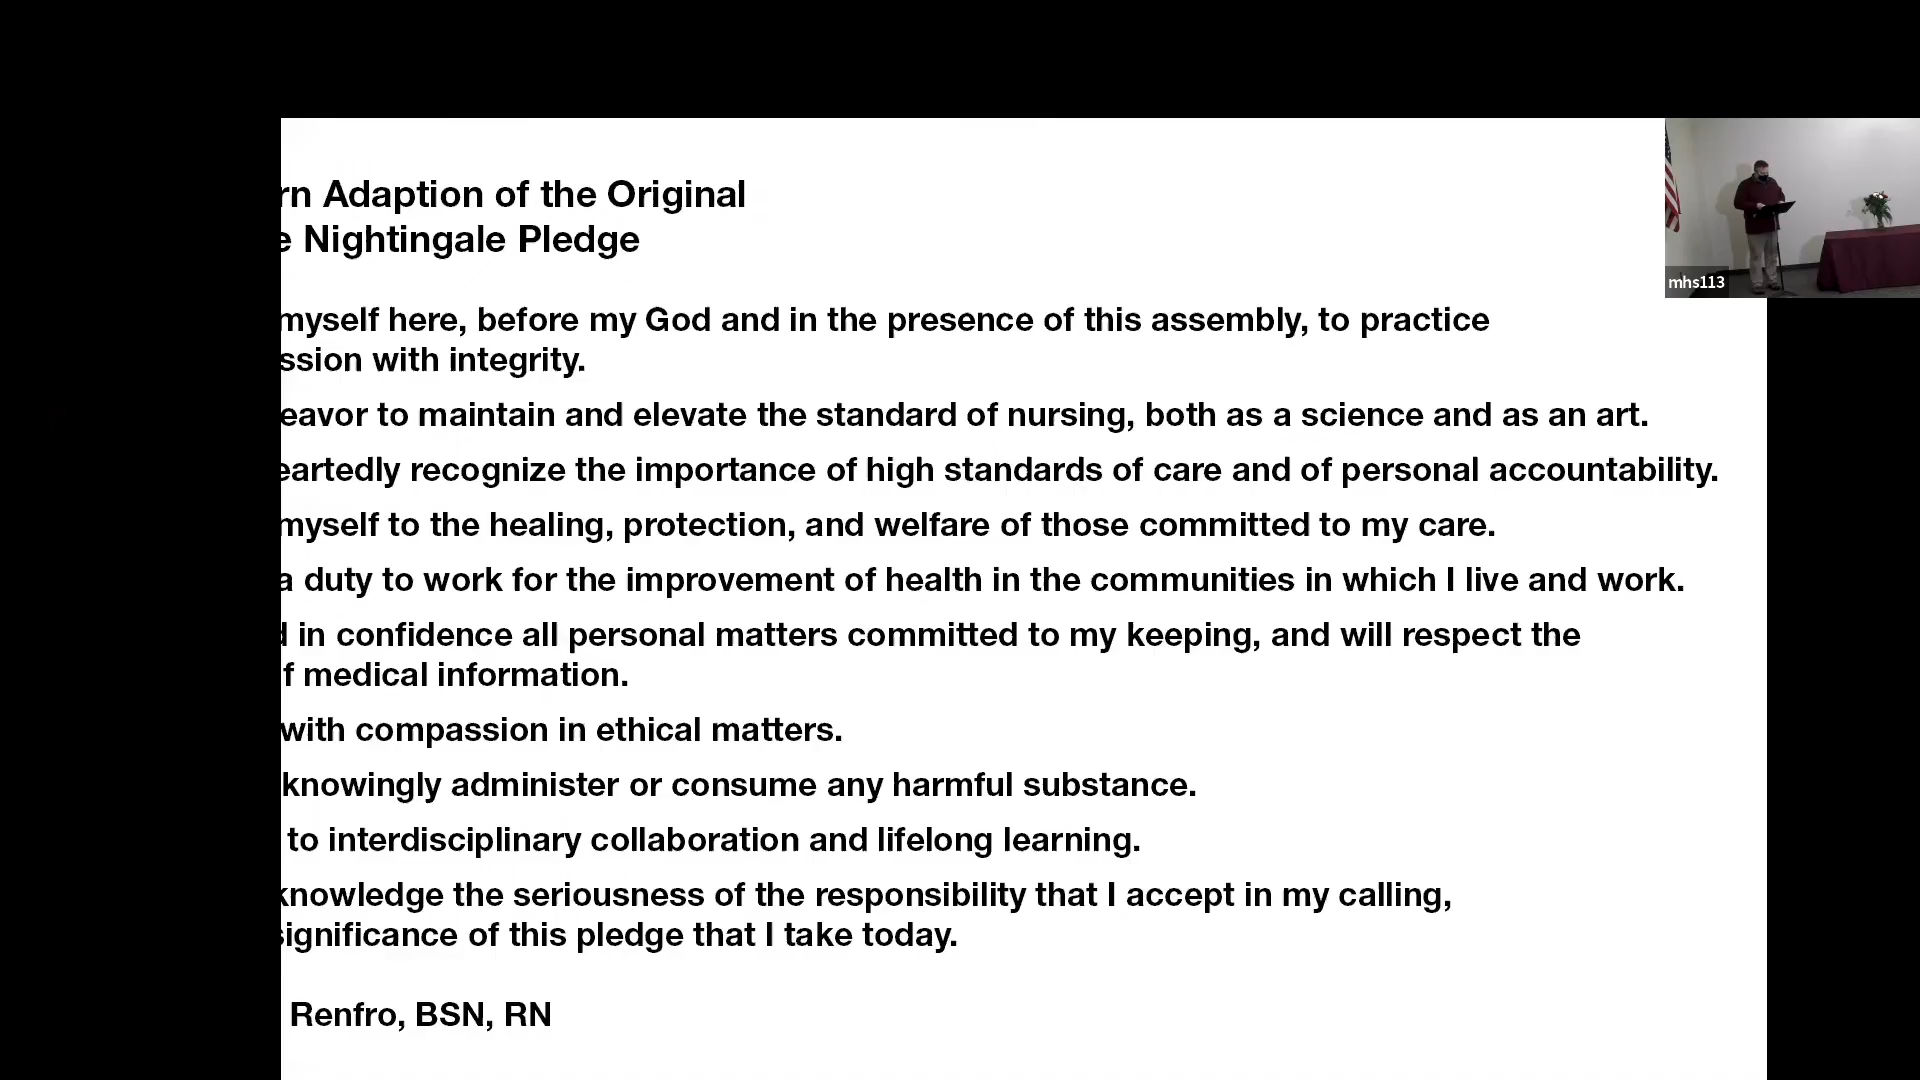 rn Adaption of the Original
e Nightingale Pledge
myself here, before my God and in the presence of this assembly, to practice
ssion with integrity.
eavor to maintain and elevate the standard of nursing, both as a science and as an art.
eartedly recognize the importance of high standards of care and of personal accountability.
myself to the healing, protection, and welfare of those committed to my care.
a duty to work for the improvement of health in the communities in which I live and work.
d in confidence all personal matters committed to my keeping, and will respect the
f medical information.
with compassion in ethical matters.
knowingly administer or consume any harmful substance.
to interdisciplinary collaboration and lifelong learning.
knowledge the seriousness of the responsibility that I accept in my calling,
significance of this pledge that I take today.
Renfro, BSN, RN
mhs113